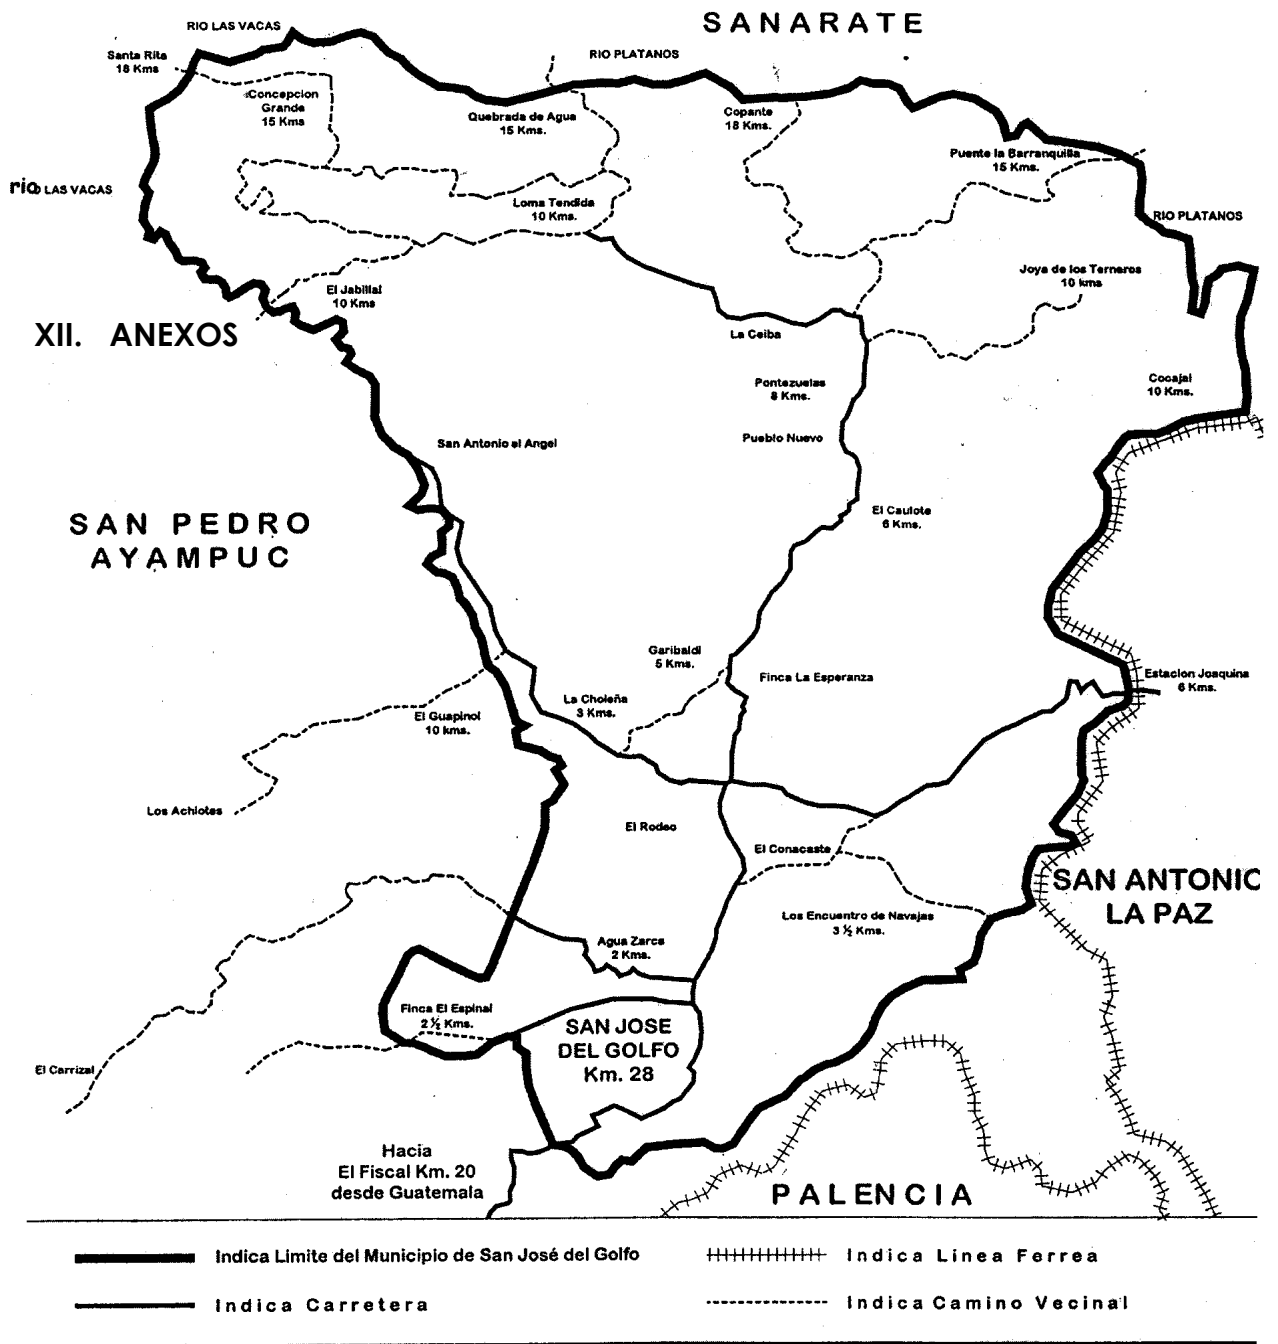 SANARATE
RIO LAS VACAS
RIO PLATANOS
Santa Rita
18 Kms
Concepcion
Grande
15 Kms
Quebrada de Agua
15 Kms.
Copante
18 Kms.
Puente la Barranquilla
15 Kms.
rio LAS VACAS
Loma Tendida
10 Kms.
RIO PLATANOS
El Jabillal
10 Kms
Joya de los Terneros
10 kms
XII. ANEXOS
La Ceiba
Pontezuelas
8 Kms.
Cocajal
10 Kms.
San Antonio el Angel
Pueblo Nuevo
SAN PEDRO
AYAMPUC
El Caulote
6 Kms.
Garibaldi
5 Kms.
Finca La Esperanza
Estacion Joaquina
6 Kms.
La Choleña
3 Kms.
El Guapinol
10 kms.
Los Achiotes
El Rodeo
El Conacaste
SAN ANTONIO
LA PAZ
Los Encuentro de Navajas
3 ½ Kms.
Agua Zarca
2 Kms.
Finca El Espinal
2 ½ Kms.
SAN JOSE
DEL GOLFO
Km. 28
El Carrizal
Hacia
El Fiscal Km. 20
desde Guatemala
PALENCIA
Indica Limite del Municipio de San José del Golfo
Indica Linea Ferrea
Indica Carretera
Indica Camino Vecinal